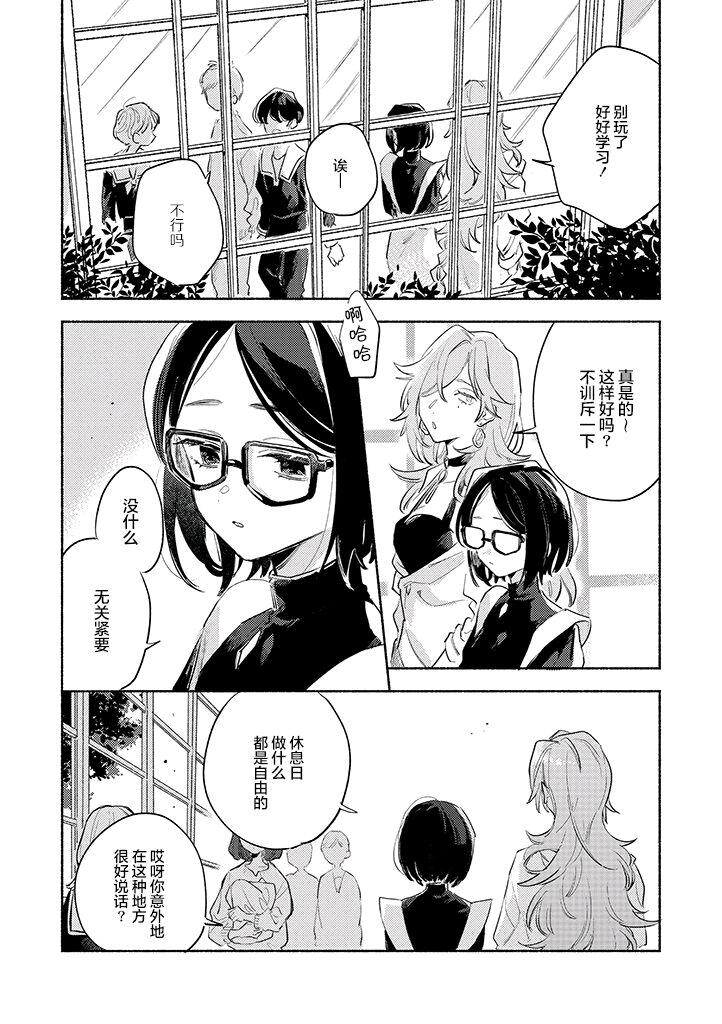 别玩了
好好学习！
诶—
不行吗
真是的～
这样好吗？
不训斥一下
啊哈哈
没什么
无关紧要
休息日
做什么
都是自由的
哎呀你意外地
在这种地方
很好说话？